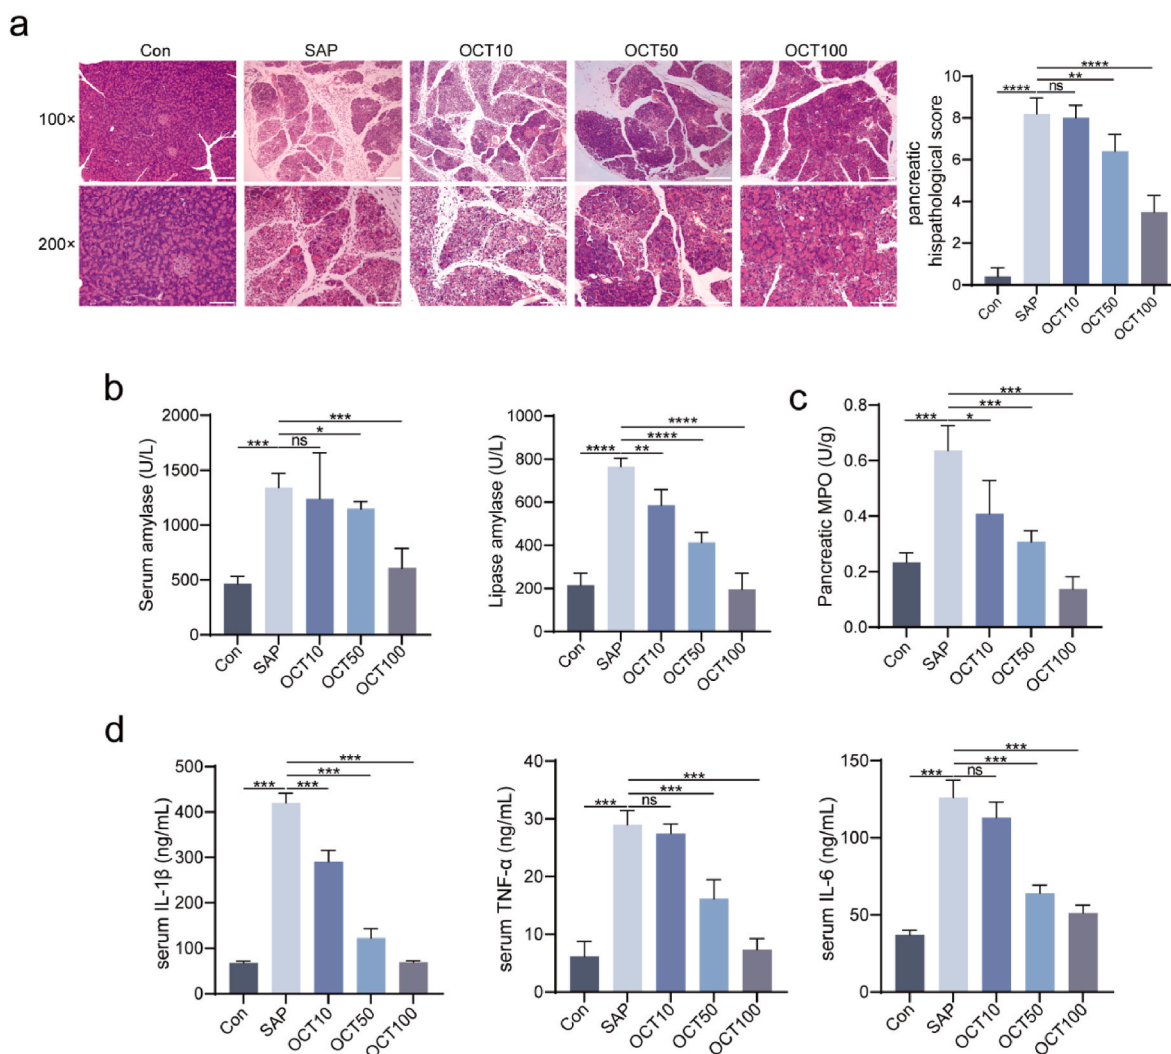 a
Con SAP OCT10 OCT50 OCT100
100×
200×
pancreatic
hispathological score
10
8
6
4
2
0
****
**
**** ns
Con SAP OCT10 OCT50 OCT100
b
Serum amylase (U/L)
2000
1500
1000
500
0
***
*
*** ns
Con SAP OCT10 OCT50 OCT100
Lipase amylase (U/L)
1000
800
600
400
200
0
****
****
**** **
Con SAP OCT10 OCT50 OCT100
c
Pancreatic MPO (U/g)
0.8
0.6
0.4
0.2
0.0
***
***
*** *
Con SAP OCT10 OCT50 OCT100
d
serum IL-1β (ng/mL)
500
400
300
200
100
0
***
***
*** ***
Con SAP OCT10 OCT50 OCT100
serum TNF-α (ng/mL)
40
30
20
10
0
***
***
*** ns
Con SAP OCT10 OCT50 OCT100
serum IL-6 (ng/mL)
150
100
50
0
***
***
*** ns
Con SAP OCT10 OCT50 OCT100